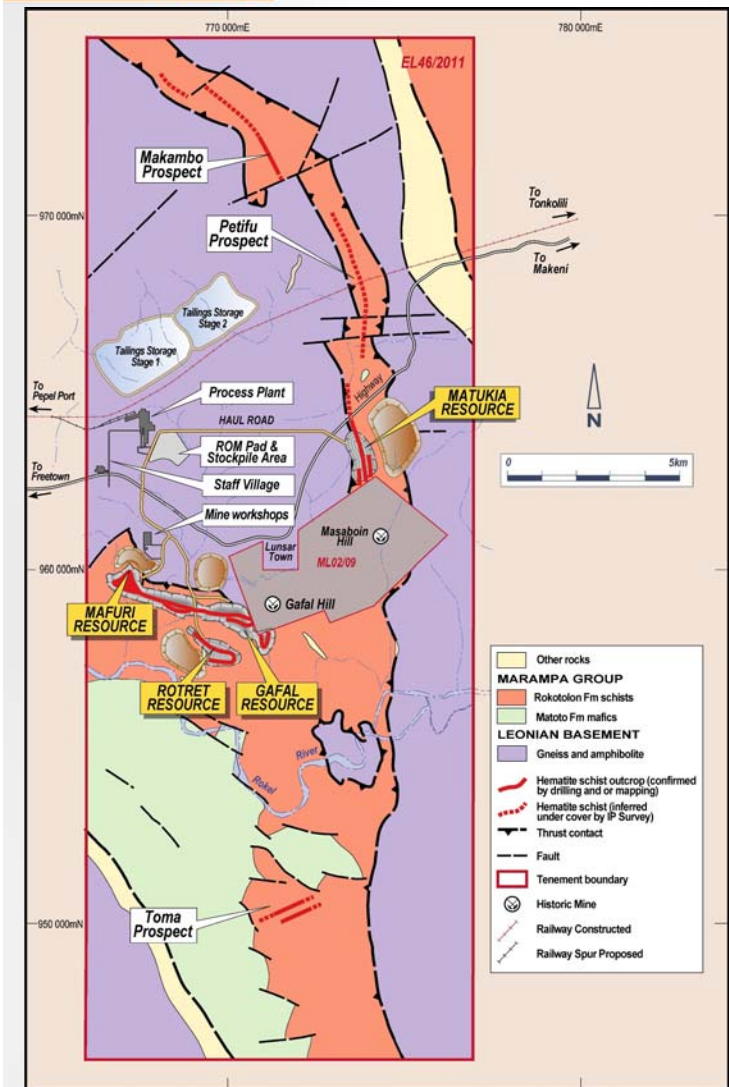 770 000mE
780 000mE
EL46/2011
Makambo
Prospect
970 000mN
To
Tonkolili
Petifu
Prospect
To
Makeni
Tailings Storage
Stage 2
Tailings Storage
Stage 1
To
Pepel Port
Process Plant
Highway
MATUKIA
RESOURCE
HAUL ROAD
N
ROM Pad &
Stockpile Area
0
5km
To
Freetown
Staff Village
Mine workshops
Masaboin
Hill
Lunsar
Town
ML02/09
960 000mN
Gafal Hill
MAFURI
RESOURCE
ROTRET
RESOURCE
GAFAL
RESOURCE
River
Rokel
Toma
Prospect
950 000mN
Other rocks
MARAMPA GROUP
Rokotolon Fm schists
Matoto Fm mafics
LEONIAN BASEMENT
Gneiss and amphibolite
Hematite schist outcrop (confirmed
by drilling and or mapping)
Hematite schist (inferred
under cover by IP Survey)
Thrust contact
Fault
Tenement boundary
Historic Mine
Railway Constructed
Railway Spur Proposed